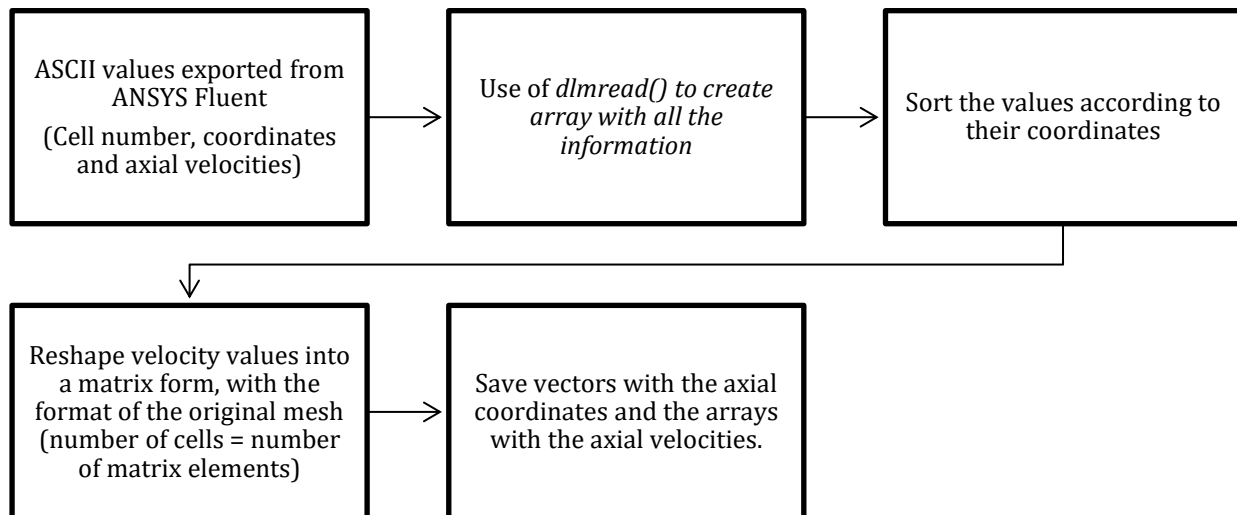 ASCII values exported from
ANSYS Fluent
(Cell number, coordinates
and axial velocities)
Use of dlmread() to create
array with all the
information
Sort the values according to
their coordinates
Reshape velocity values into
a matrix form, with the
format of the original mesh
(number of cells = number
of matrix elements)
Save vectors with the axial
coordinates and the arrays
with the axial velocities.